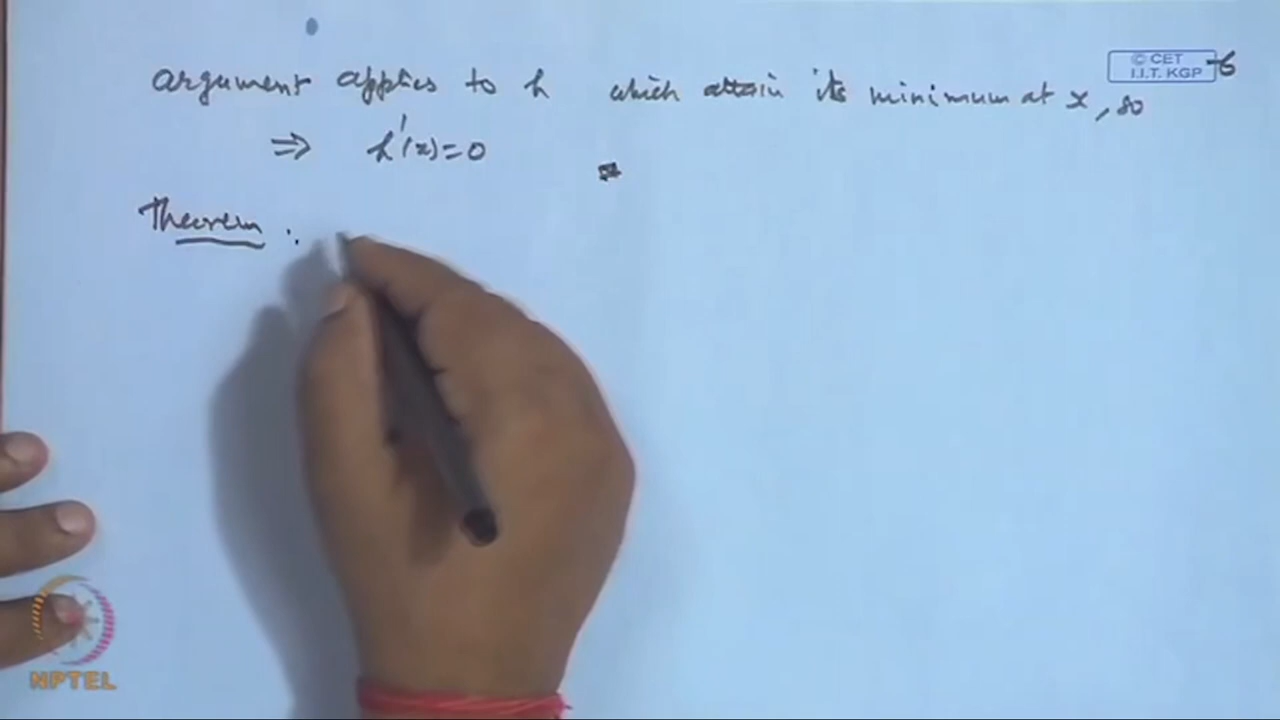 © CET
I.I.T. KGP
6
argument applies to h which attain its minimum at x, so
⇒ h'(x)=0
Theorem :
NPTEL